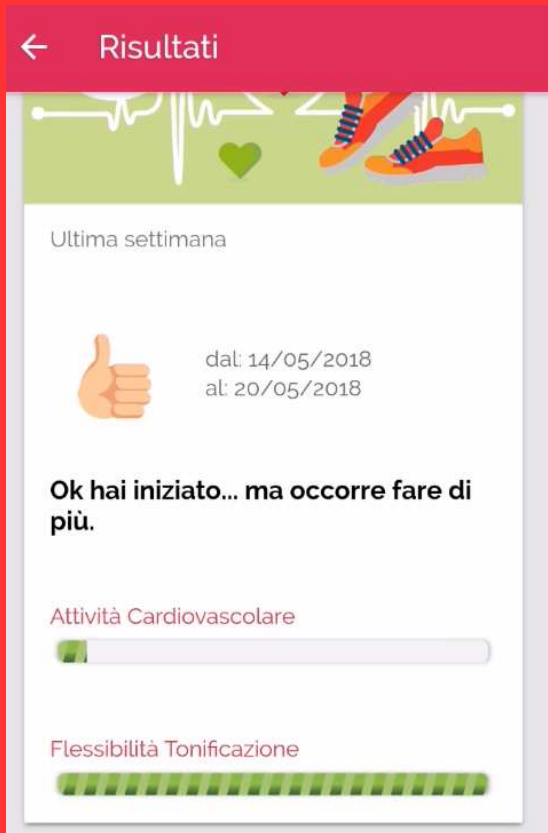 Risultati
Ultima settimana
dal: 14/05/2018
al: 20/05/2018
Ok hai iniziato... ma occorre fare di
più.
Attività Cardiovascolare
Flessibilità Tonificazione